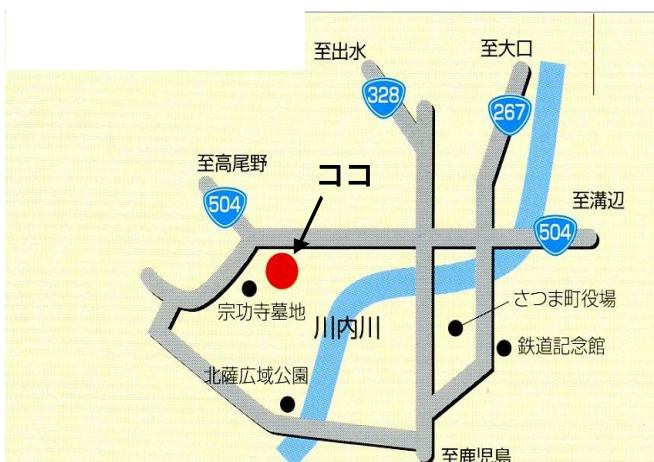 至出水
至大口
328
267
至高尾野
ココ
504
至溝辺
504
宗功寺墓地
川内川
さつま町役場
鉄道記念館
北薩広域公園
至鹿児島